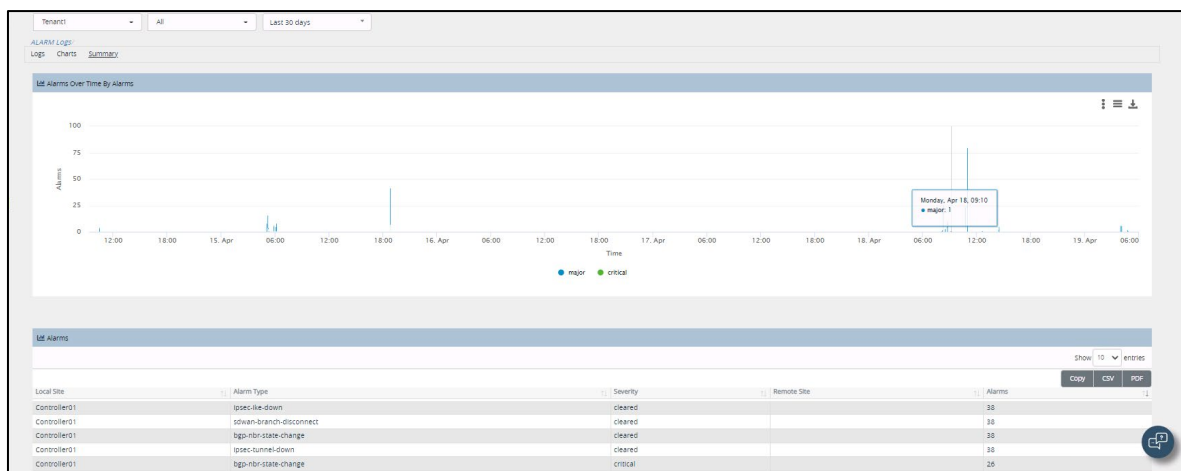 Tenant1 All Last 30 days
ALARM Logs/
Logs Charts Summary
Alarms Over Time By Alarms
100
75
50
25
0
Alarms
Monday, Apr 18, 09:10
major: 1
12:00 18:00 15. Apr 06:00 12:00 18:00 16. Apr 06:00 12:00 18:00 17. Apr 06:00 12:00 18:00 18. Apr 06:00 12:00 18:00 19. Apr 06:00
Time
major critical
Alarms
Show 10 entries
Copy CSV PDF
Local Site Alarm Type Severity Remote Site Alarms
Controller01 ipsec-ike-down cleared 38
Controller01 sdwan-branch-disconnect cleared 38
Controller01 bgp-nbr-state-change cleared 38
Controller01 ipsec-tunnel-down cleared 38
Controller01 bgp-nbr-state-change critical 26